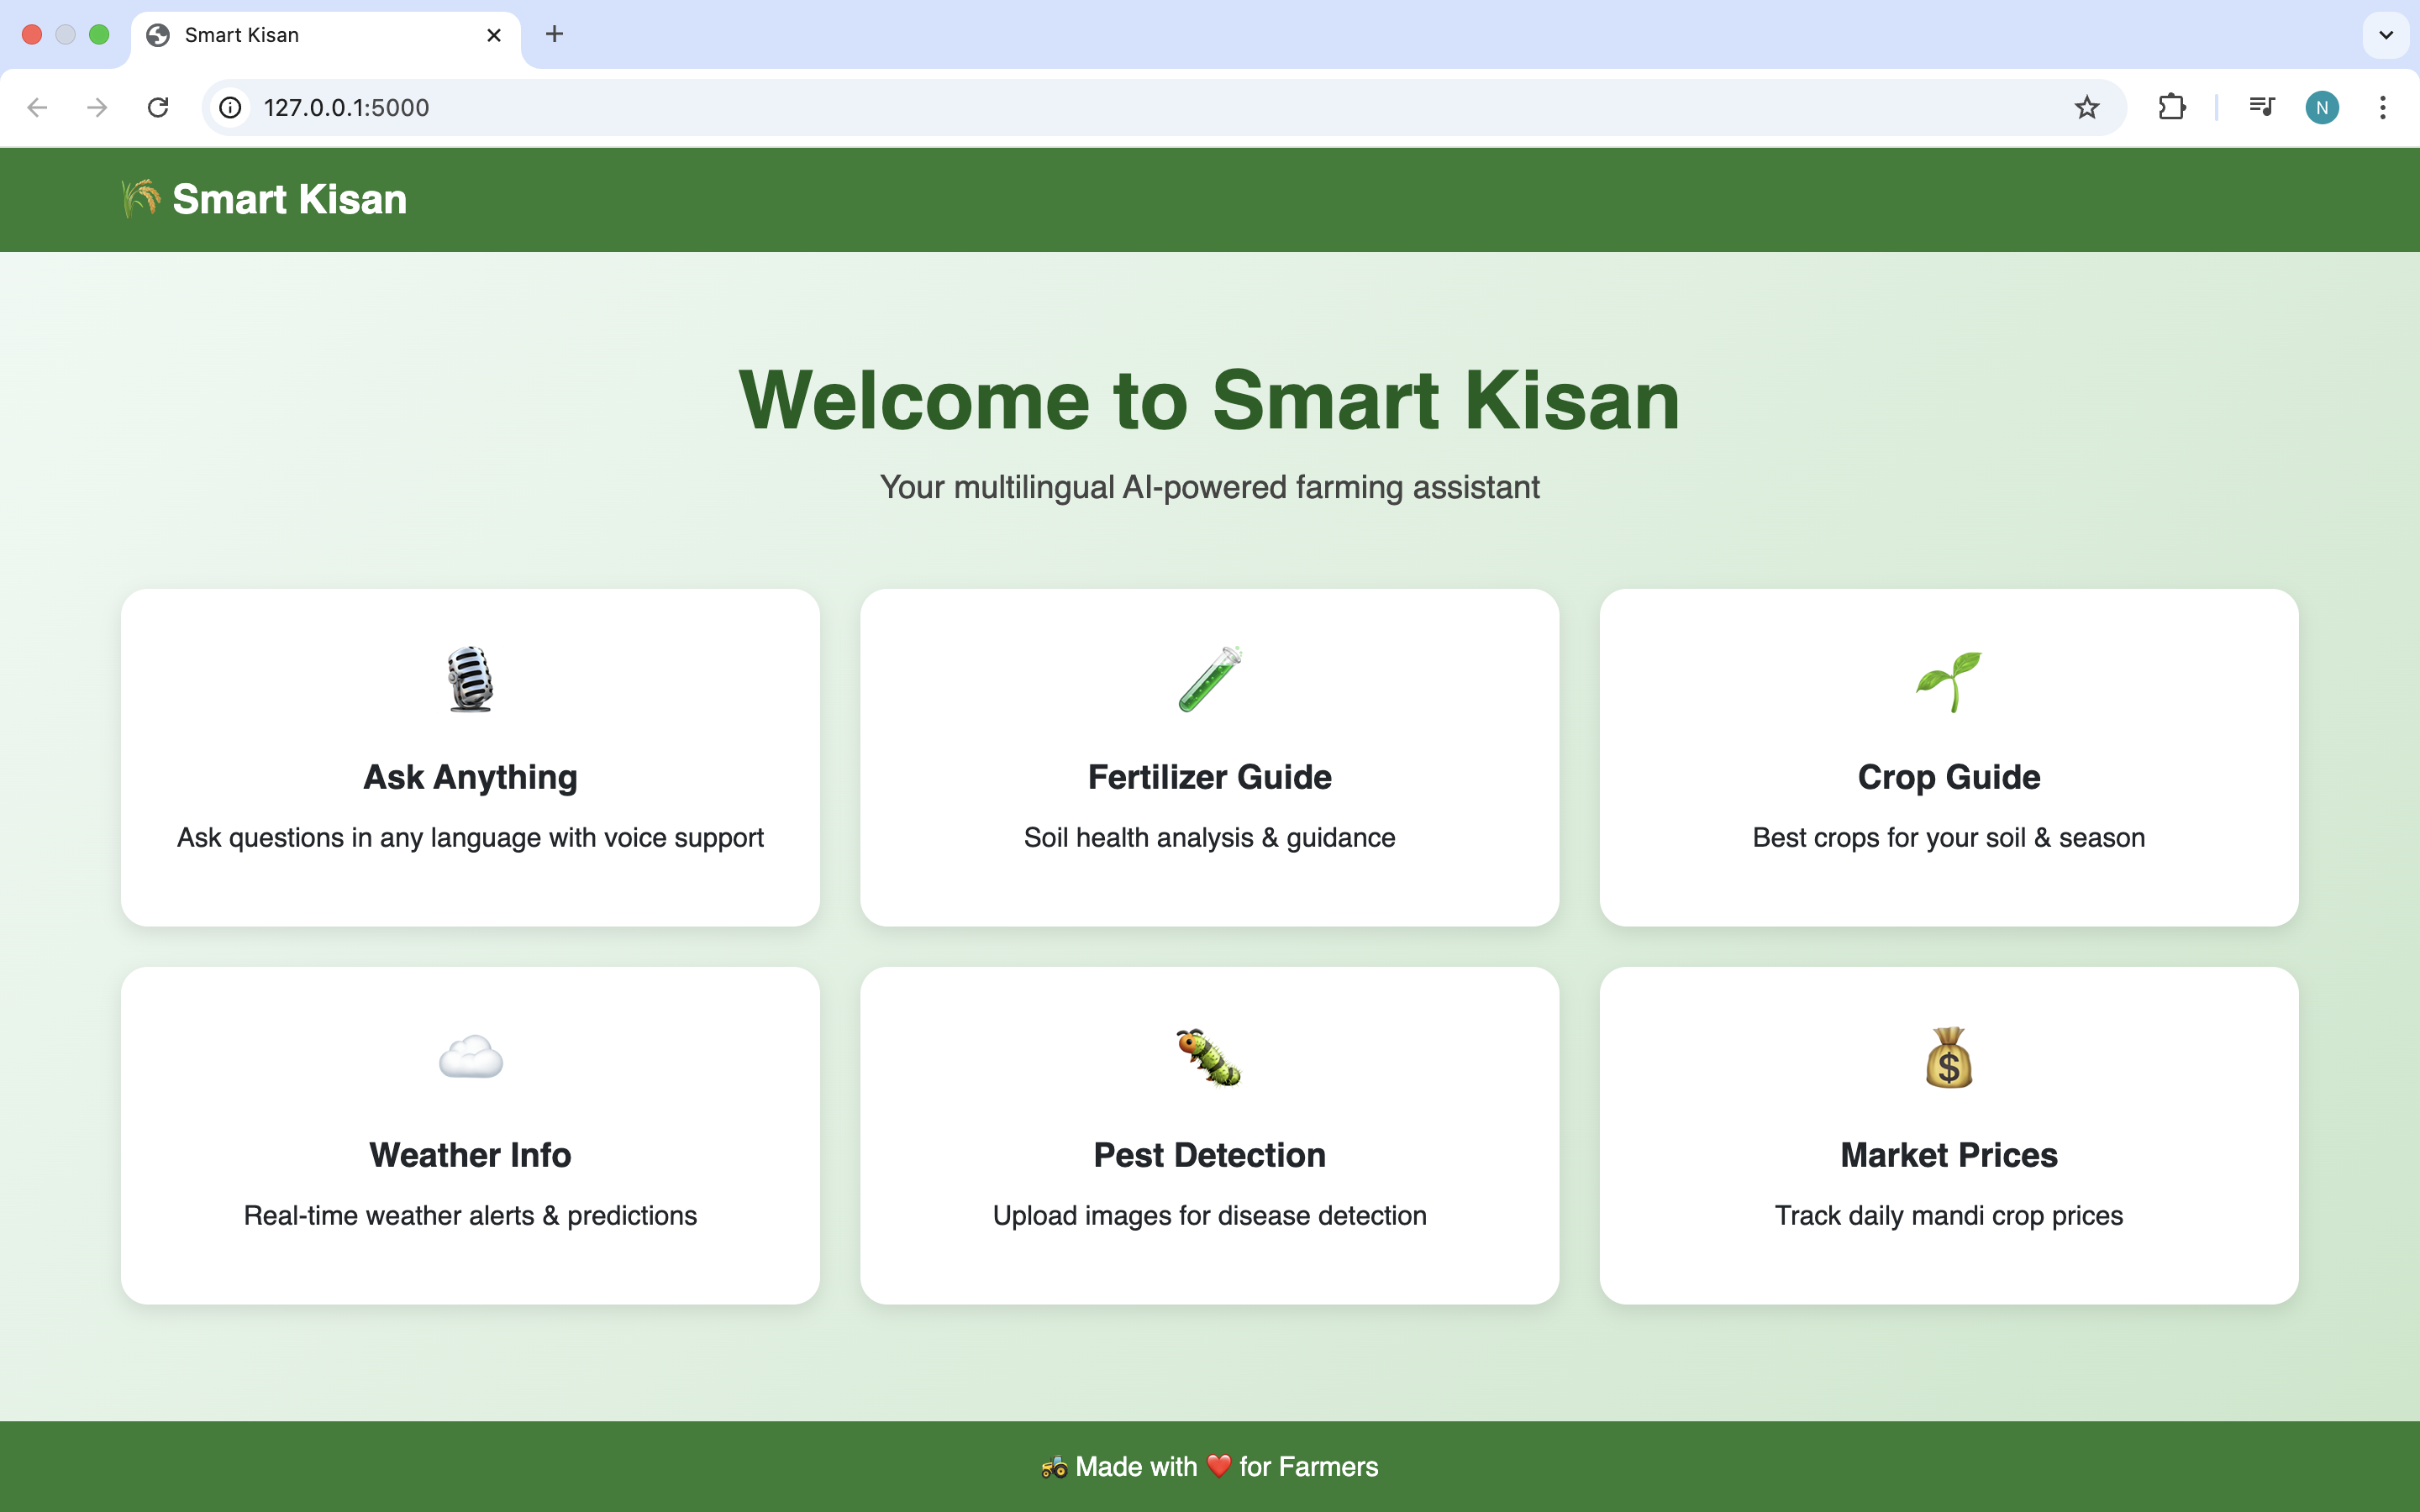 Smart Kisan
127.0.0.1:5000
N
🌾 Smart Kisan
Welcome to Smart Kisan
Your multilingual AI-powered farming assistant
Ask Anything
Ask questions in any language with voice support
Fertilizer Guide
Soil health analysis & guidance
Crop Guide
Best crops for your soil & season
Weather Info
Real-time weather alerts & predictions
Pest Detection
Upload images for disease detection
$
Market Prices
Track daily mandi crop prices
🚜 Made with ❤️ for Farmers